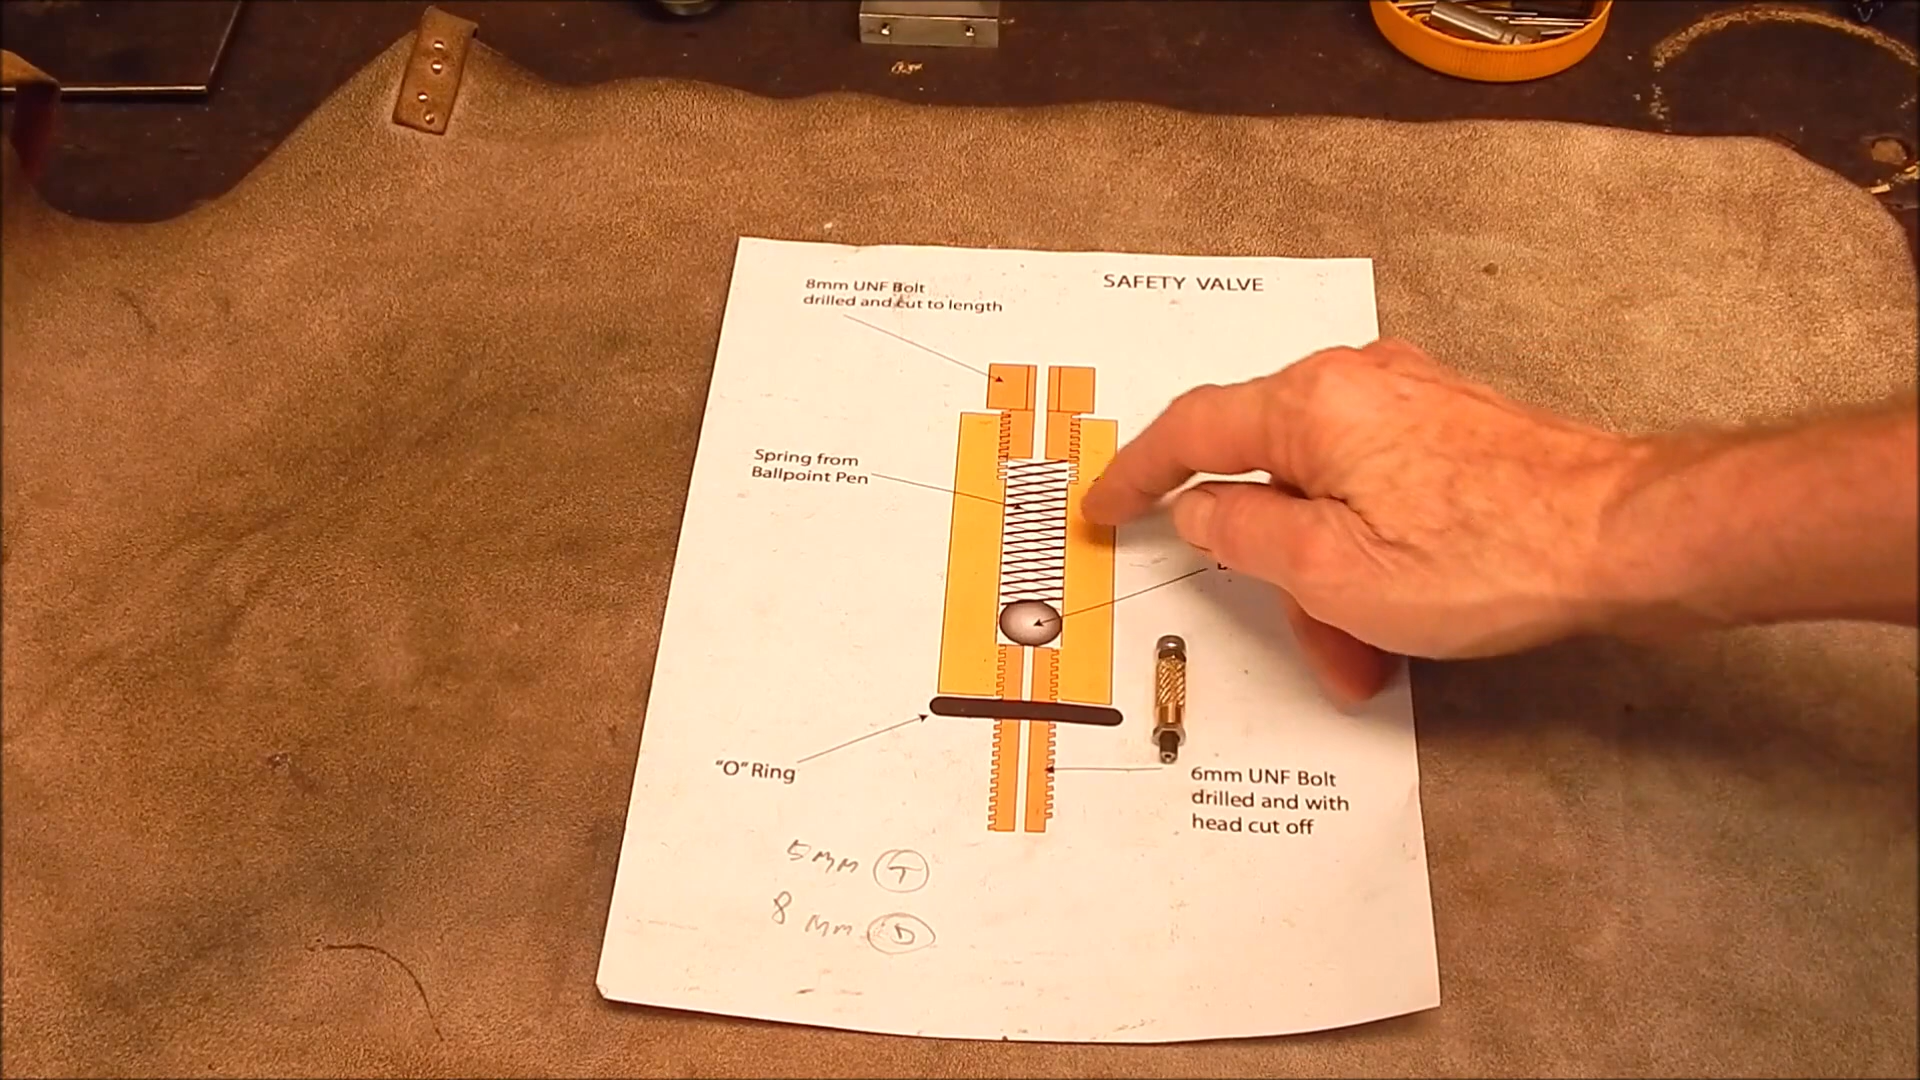 SAFETY VALVE
8mm UNF Bolt
drilled and cut to length
Spring from
Ballpoint Pen
"O" Ring
6mm UNF Bolt
drilled and with
head cut off
5mm T
8 mm D